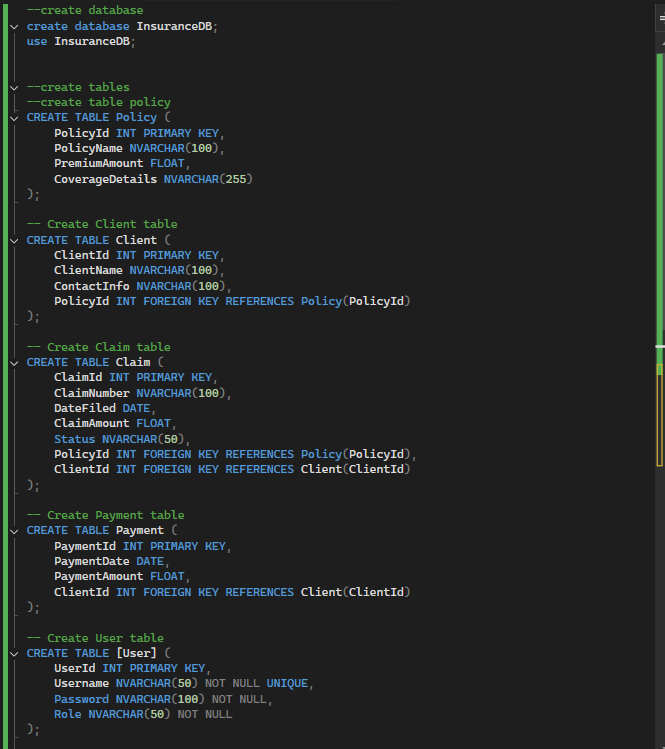 --create database
create database InsuranceDB;
use InsuranceDB;
--create tables
--create table policy
CREATE TABLE Policy (
    PolicyId INT PRIMARY KEY,
    PolicyName NVARCHAR(100),
    PremiumAmount FLOAT,
    CoverageDetails NVARCHAR(255)
);
-- Create Client table
CREATE TABLE Client (
    ClientId INT PRIMARY KEY,
    ClientName NVARCHAR(100),
    ContactInfo NVARCHAR(100),
    PolicyId INT FOREIGN KEY REFERENCES Policy(PolicyId)
);
-- Create Claim table
CREATE TABLE Claim (
    ClaimId INT PRIMARY KEY,
    ClaimNumber NVARCHAR(100),
    DateFiled DATE,
    ClaimAmount FLOAT,
    Status NVARCHAR(50),
    PolicyId INT FOREIGN KEY REFERENCES Policy(PolicyId),
    ClientId INT FOREIGN KEY REFERENCES Client(ClientId)
);
-- Create Payment table
CREATE TABLE Payment (
    PaymentId INT PRIMARY KEY,
    PaymentDate DATE,
    PaymentAmount FLOAT,
    ClientId INT FOREIGN KEY REFERENCES Client(ClientId)
);
-- Create User table
CREATE TABLE [User] (
    UserId INT PRIMARY KEY,
    Username NVARCHAR(50) NOT NULL UNIQUE,
    Password NVARCHAR(100) NOT NULL,
    Role NVARCHAR(50) NOT NULL
);